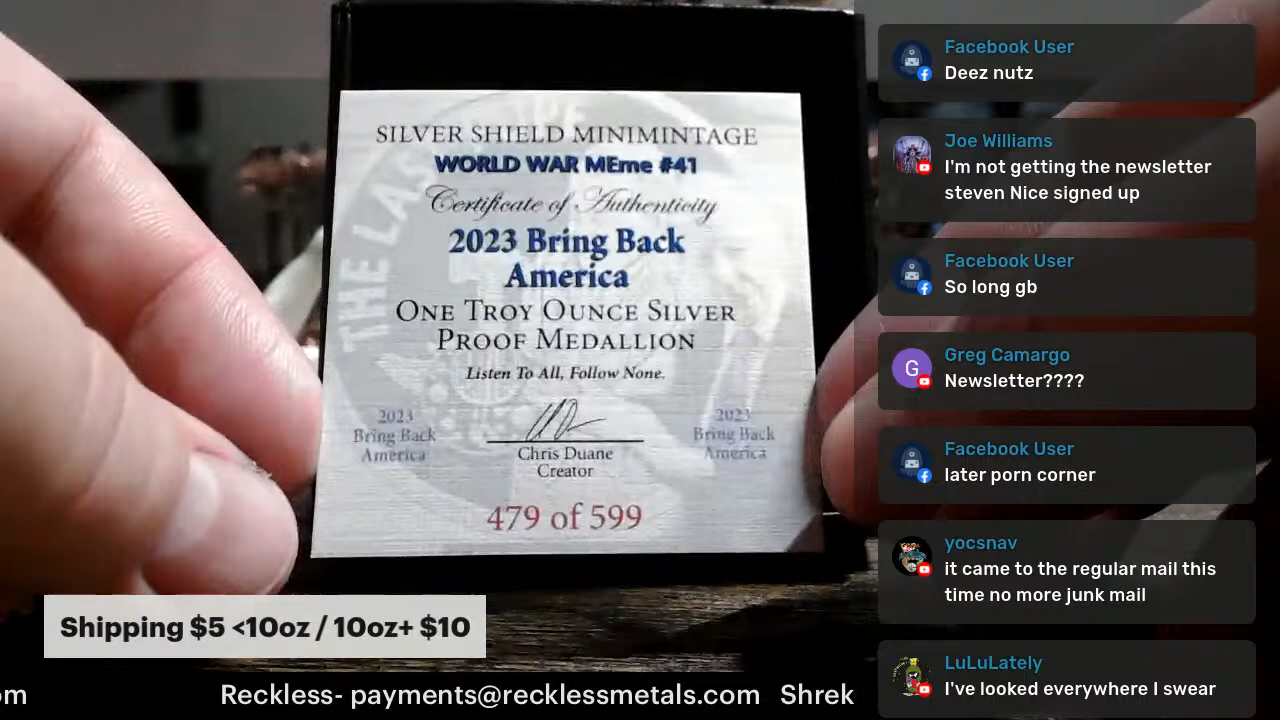 SILVER SHIELD MINIMINTAGE
WORLD WAR MEme #41
Certificate of Authenticity
2023 Bring Back
America
ONE TROY OUNCE SILVER
PROOF MEDALLION
Listen To All, Follow None.
2023
Bring Back
America
Chris Duane
Creator
2023
Bring Back
America
479 of 599
THE LAS
Shipping $5 <10oz / 10oz+ $10
om
Reckless- payments@recklessmetals.com
Shrek
Facebook User
Deez nutz
Joe Williams
I'm not getting the newsletter
steven Nice signed up
Facebook User
So long gb
G
Greg Camargo
Newsletter????
Facebook User
later porn corner
yocsnav
it came to the regular mail this
time no more junk mail
LuLuLately
I've looked everywhere I swear